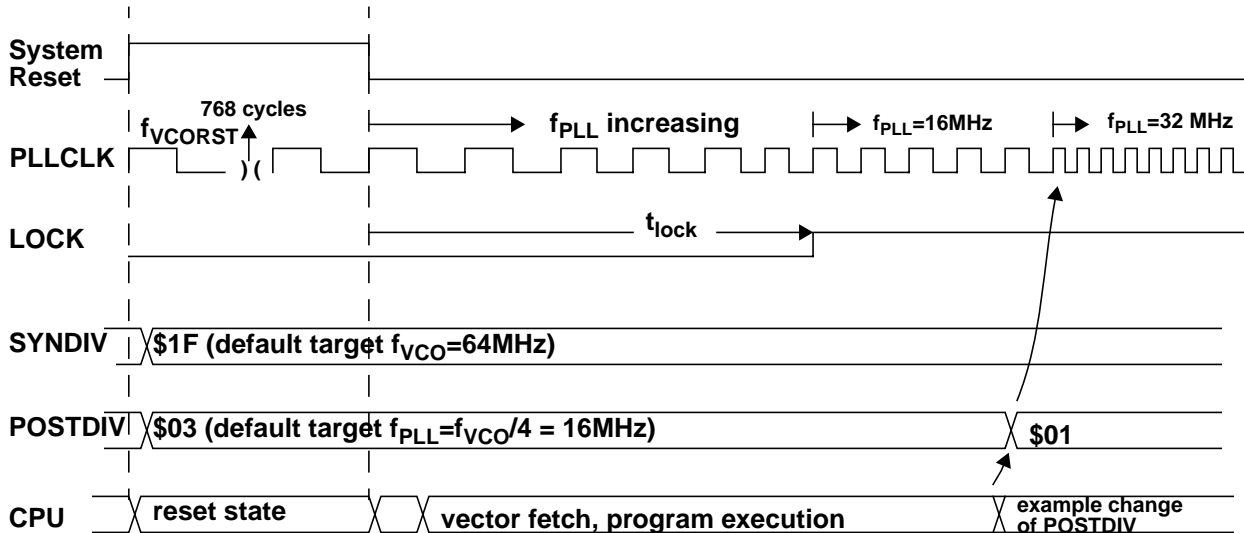 System
Reset
768 cycles
fVCORST
fPLL increasing
fPLL=16MHz
fPLL=32 MHz
PLLCLK
) (
LOCK
tlock
SYNDIV
$1F (default target fVCO=64MHz)
POSTDIV
$03 (default target fPLL=fVCO/4 = 16MHz)
$01
CPU
reset state
vector fetch, program execution
example change
of POSTDIV